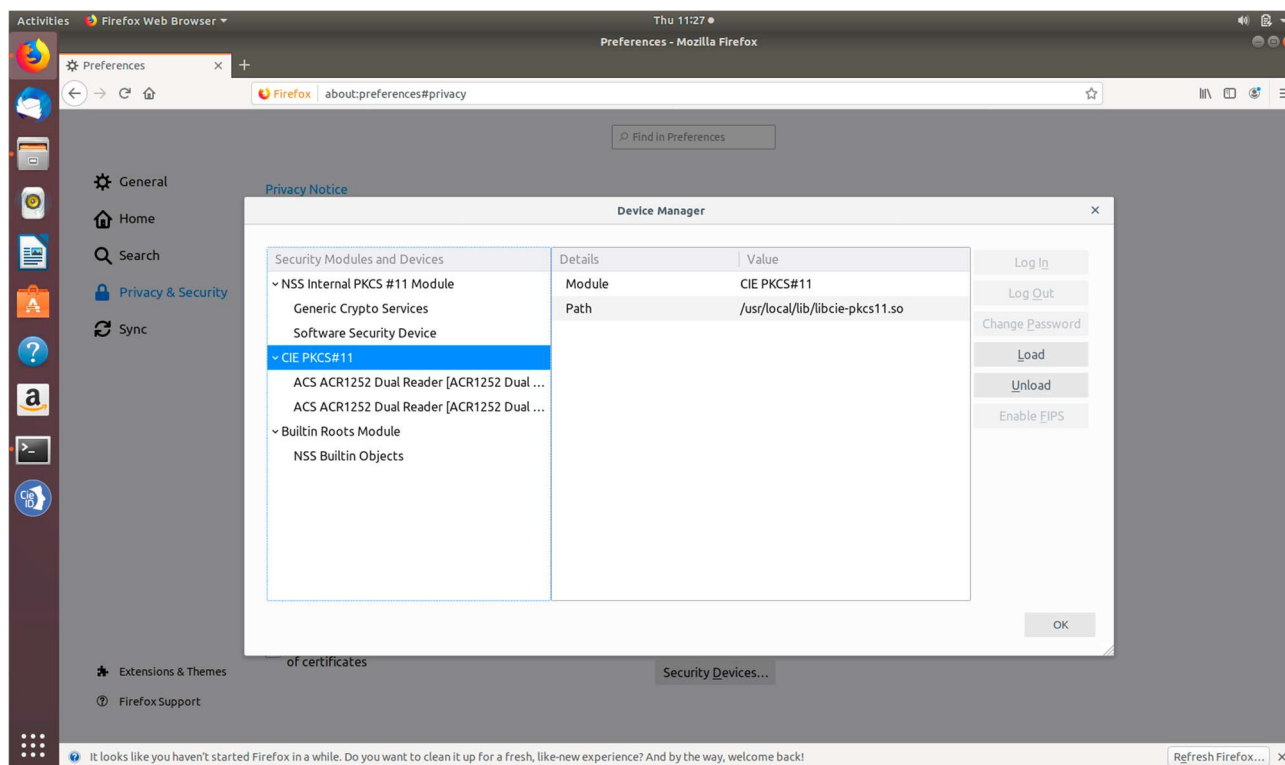 Activities Firefox Web Browser Thu 11:27
Preferences - Mozilla Firefox
Preferences
Firefox about:preferences#privacy
Find in Preferences
General
Privacy Notice
Home
Search
Privacy & Security
Sync
Device Manager
Security Modules and Devices Details Value
NSS Internal PKCS #11 Module Module CIE PKCS#11
Generic Crypto Services Path /usr/local/lib/libcie-pkcs11.so
Software Security Device
CIE PKCS#11
ACS ACR1252 Dual Reader [ACR1252 Dual ...
ACS ACR1252 Dual Reader [ACR1252 Dual ...
Builtin Roots Module
NSS Builtin Objects
Log In
Log Out
Change Password
Load
Unload
Enable FIPS
OK
of certificates
Security Devices...
Extensions & Themes
Firefox Support
a
Cie
ID
It looks like you haven't started Firefox in a while. Do you want to clean it up for a fresh, like-new experience? And by the way, welcome back! Refresh Firefox...